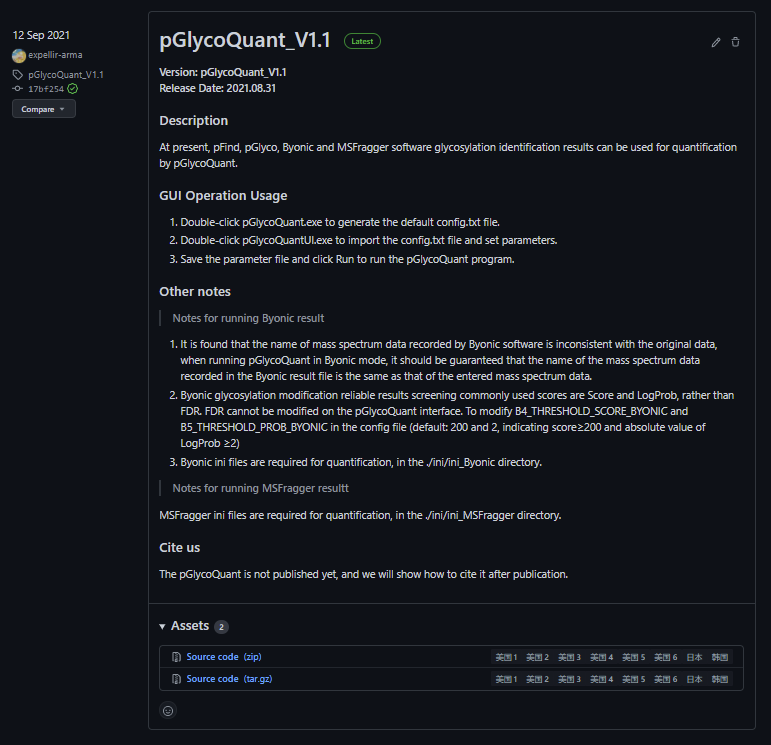 12 Sep 2021
expellir-arma
pGlycoQuant_V1.1
17bf254
Compare
pGlycoQuant_V1.1 Latest
Version: pGlycoQuant_V1.1
Release Date: 2021.08.31
Description
At present, pFind, pGlyco, Byonic and MSFragger software glycosylation identification results can be used for quantification
by pGlycoQuant.
GUI Operation Usage
1. Double-click pGlycoQunt.exe to generate the default config.txt file.
2. Double-click pGlycoQuantUI.exe to import the config.txt file and set parameters.
3. Save the parameter file and click Run to run the pGlycoQuant program.
Other notes
Notes for running Byonic result
1. It is found that the name of mass spectrum data recorded by Byonic software is inconsistent with the original data,
when running pGlycoQuant in Byonic mode, it should be guaranteed that the name of the mass spectrum data
recorded in the Byonic result file is the same as that of the entered mass spectrum data.
2. Byonic glycosylation modification reliable results screening commonly used scores are Score and LogProb, rather than
FDR. FDR cannot be modified on the pGlycoQuant interface. To modify B4_THRESHOLD_SCORE_BYONIC and
B5_THRESHOLD_PROB_BYONIC in the config file (default: 200 and 2, indicating score≥200 and absolute value of
LogProb ≥2)
3. Byonic ini files are required for quantification, in the ./ini/ini_Byonic directory.
Notes for running MSFragger resultt
MSFragger ini files are required for quantification, in the ./ini/ini_MSFragger directory.
Cite us
The pGlycoQuant is not published yet, and we will show how to cite it after publication.
Assets 2
Source code (zip) 美国1 美国2 美国3 美国4 美国5 美国6 日本 韩国
Source code (tar.gz) 美国1 美国2 美国3 美国4 美国5 美国6 日本 韩国